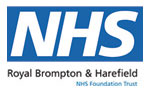 NHS
Royal Brompton & Harefield
NHS Foundation Trust